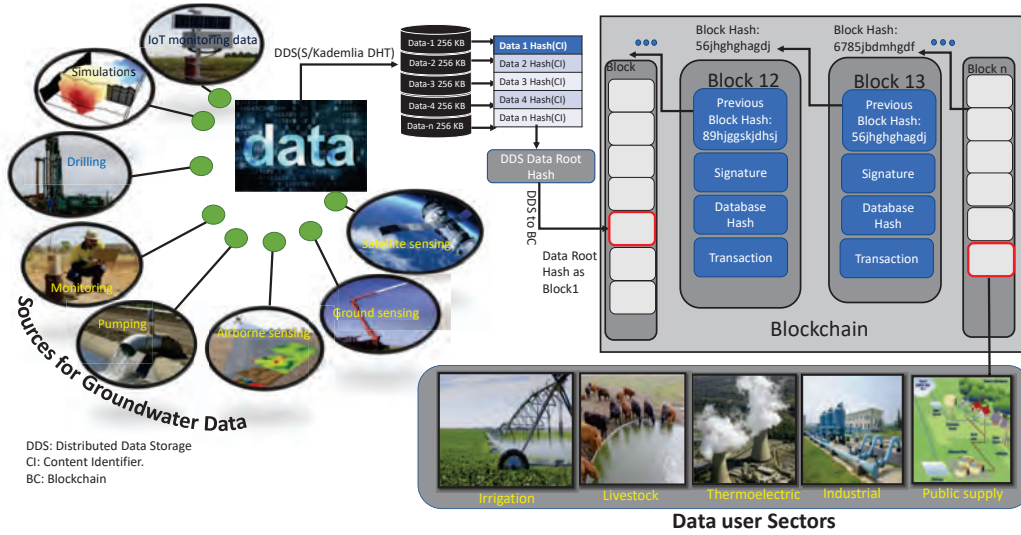 IoT monitoring data
Simulations
Drilling
Monitoring
Pumping
Airborne sensing
Ground sensing
Satellite sensing
data
Sources for Groundwater Data
DDS: Distributed Data Storage
CI: Content Identifier.
BC: Blockchain
DDS(S/Kademlia DHT)
Data-1 256 KB
Data-2 256 KB
Data-3 256 KB
Data-4 256 KB
Data-n 256 KB
Data 1 Hash(CI)
Data 2 Hash(CI)
Data 3 Hash(CI)
Data 4 Hash(CI)
Data n Hash(CI)
DDS Data Root
Hash
DDS to BC
Data Root
Hash as
Block1
Block
Block Hash:
56jhghghagdj
Block 12
Previous
Block Hash:
89hjggskjdhsj
Signature
Database
Hash
Transaction
Block Hash:
6785jbdmhgdf
Block 13
Previous
Block Hash:
56jhghghagdj
Signature
Database
Hash
Transaction
Block n
Blockchain
Irrigation
Livestock
Thermoelectric
Industrial
Public supply
Data user Sectors